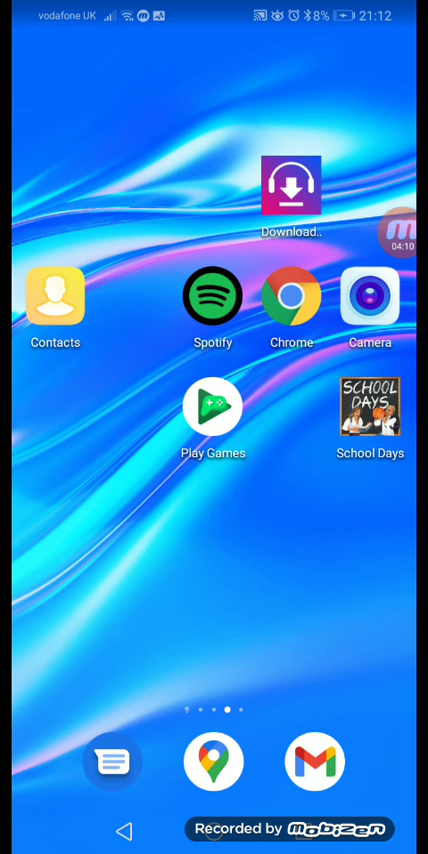 vodafone UK
8%
21:12
Download..
04:10
Contacts
Spotify
Chrome
Camera
SCHOOL
DAYS
Play Games
School Days
Recorded by mobizen